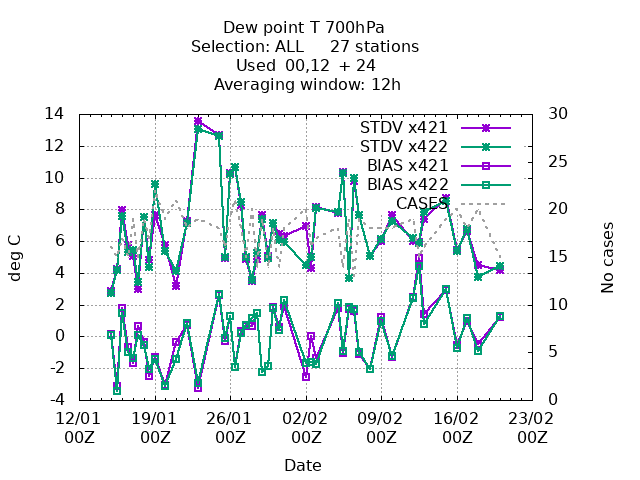 Dew point T 700hPa
Selection: ALL     27 stations
Used  00,12  + 24
Averaging window: 12h
14
12
10
8
6
4
2
0
-2
-4
deg C
30
25
20
15
10
5
0
No cases
STDV x421
STDV x422
BIAS x421
BIAS x422
CASES
12/01 19/01 26/01 02/02 09/02 16/02 23/02
00Z 00Z 00Z 00Z 00Z 00Z 00Z
Date